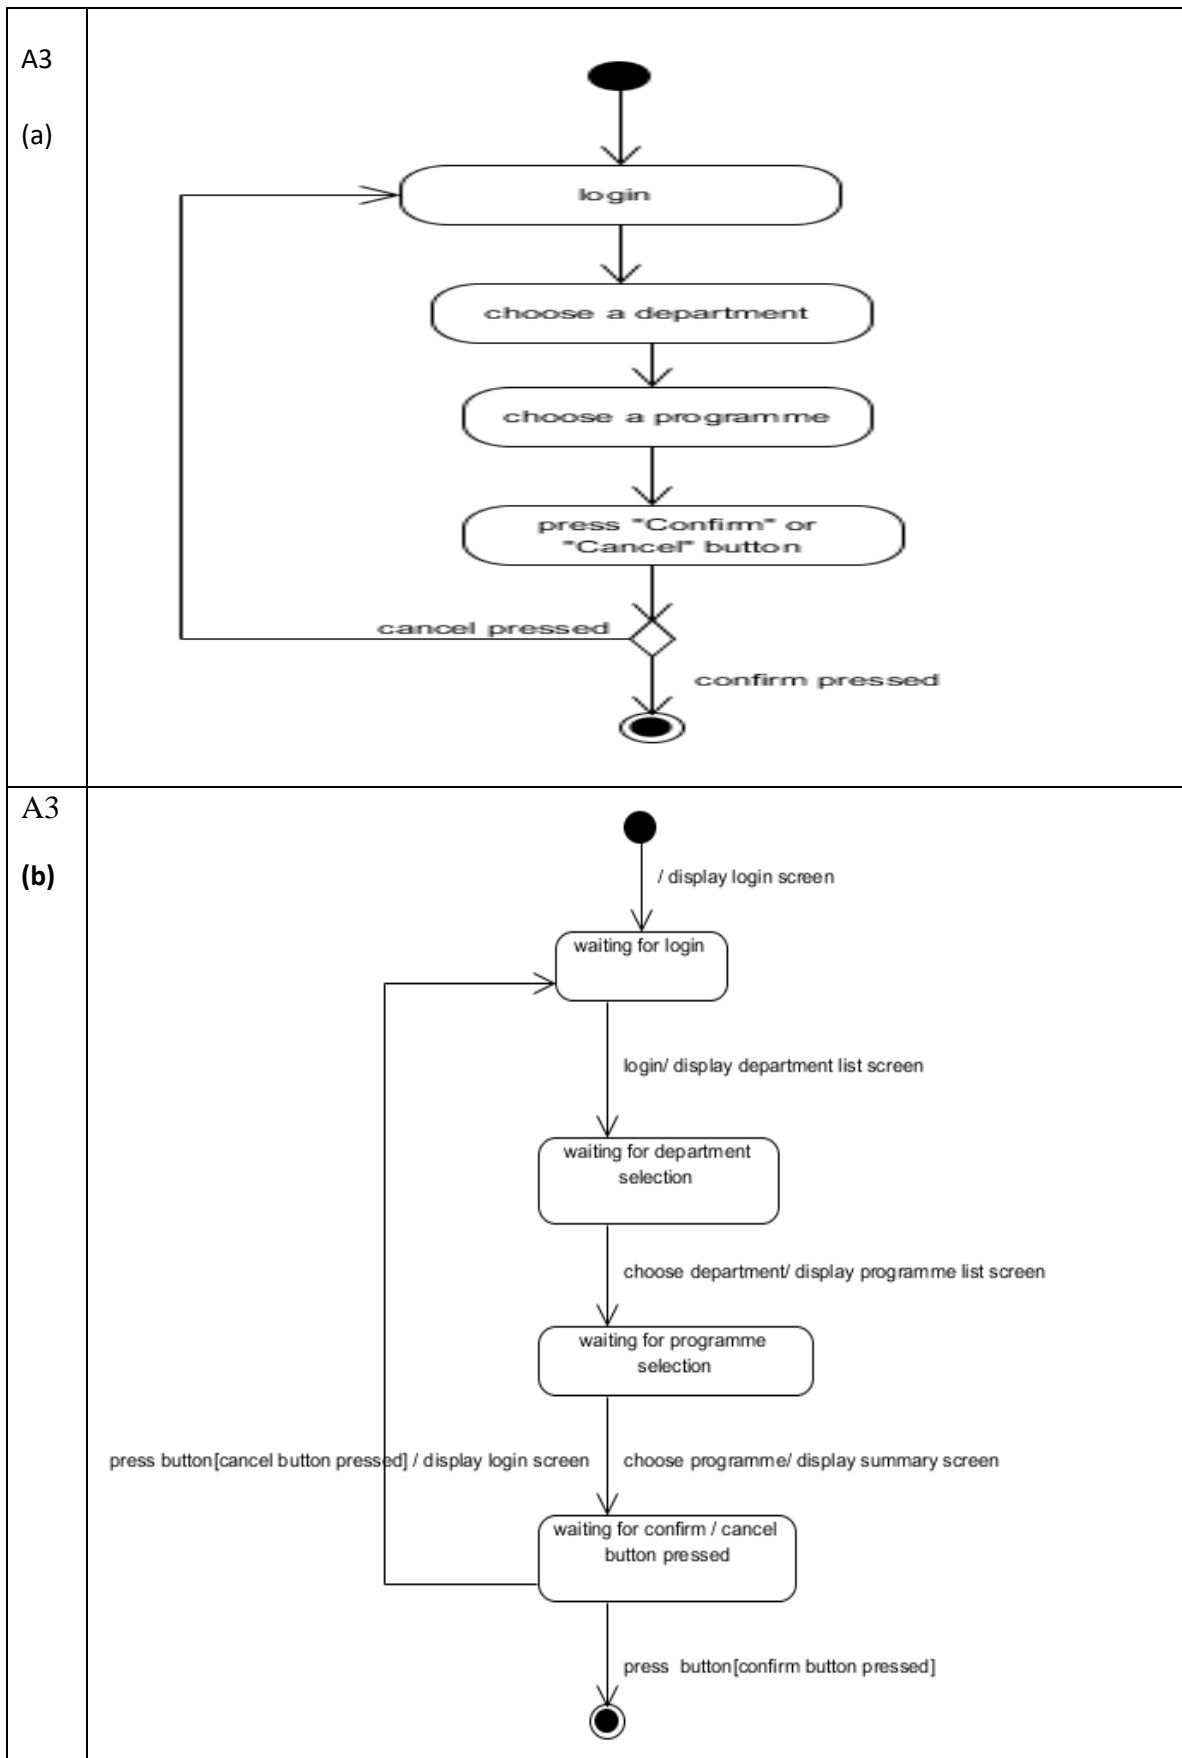 A3
(a)
login
choose a department
choose a programme
press "Confirm" or
"Cancel" button
cancel pressed
confirm pressed
A3
(b)
/ display login screen
waiting for login
login/ display department list screen
waiting for department
selection
choose department/ display programme list screen
waiting for programme
selection
press button[cancel button pressed] / display login screen
choose programme/ display summary screen
waiting for confirm / cancel
button pressed
press button[confirm button pressed]